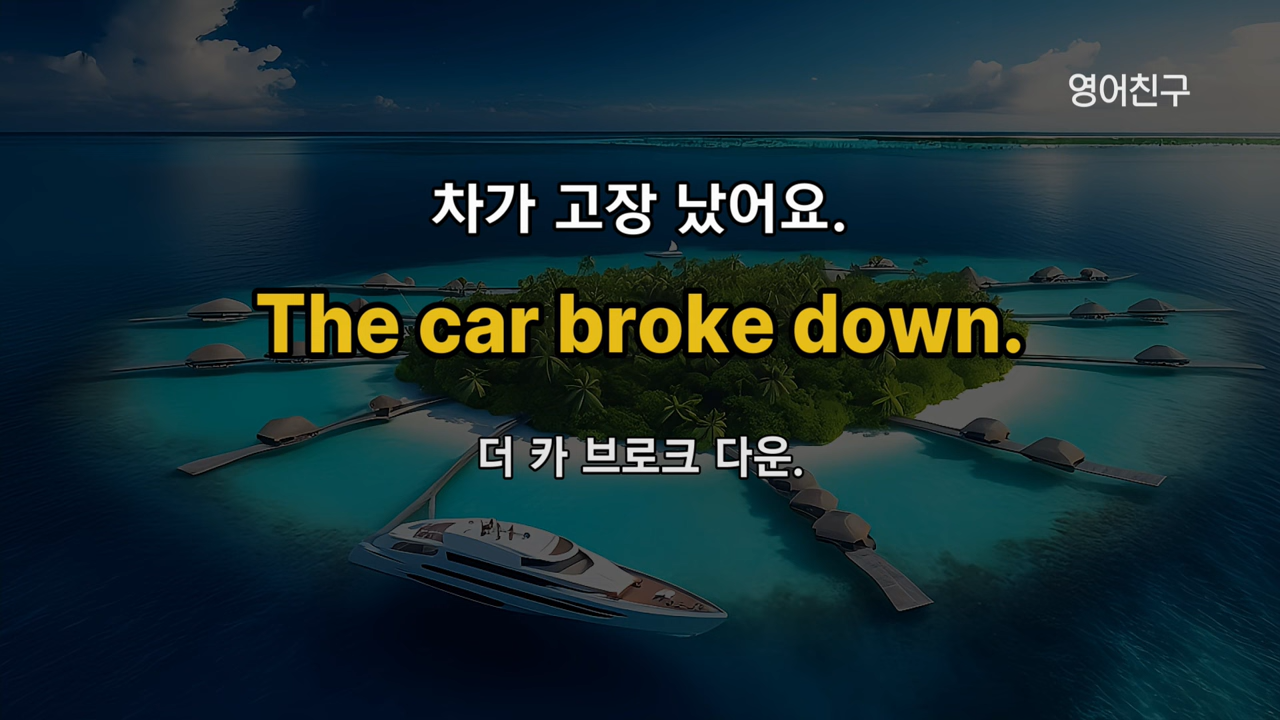 영어친구
차가 고장 났어요.
The car broke down.
더 카 브로크 다운.